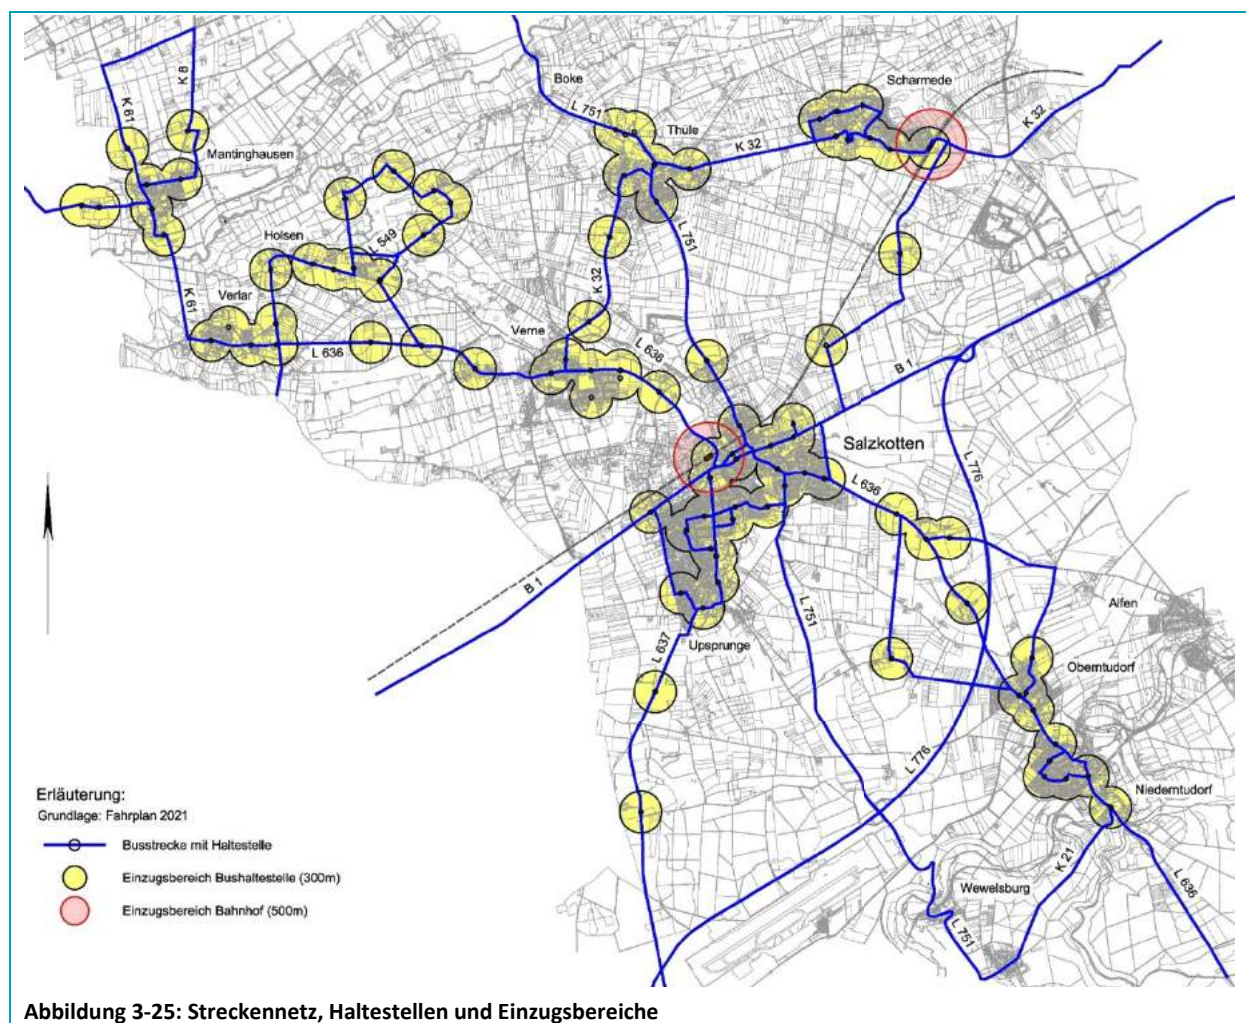 Boke
Scharmede
K 8
L 751
K 32
K 61
Thüle
K 32
Mantinghausen
Holsen
L 549
L 751
K 32
K 61
Verlar
Verne
L 638
L 636
B 1
Salzkotten
L 776
L 636
B 1
L 751
Alfen
Upsprunge
L 637
Oberntudorf
L 776
Niederntudorf
Erläuterung:
Grundlage: Fahrplan 2021
Busstrecke mit Haltestelle
Einzugsbereich Bushaltestelle (300m)
Einzugsbereich Bahnhof (500m)
K 21
Wewelsburg
L 636
L 751
Abbildung 3-25: Streckennetz, Haltestellen und Einzugsbereiche